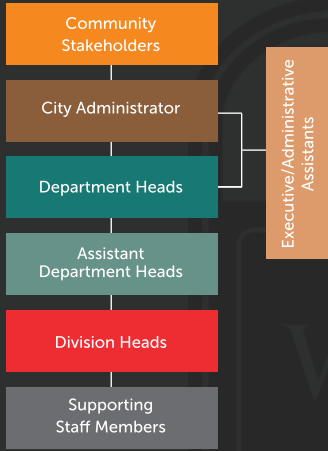 Community
Stakeholders
City Administrator
Department Heads
Assistant
Department Heads
Division Heads
Supporting
Staff Members
Executive/Administrative
Assistants